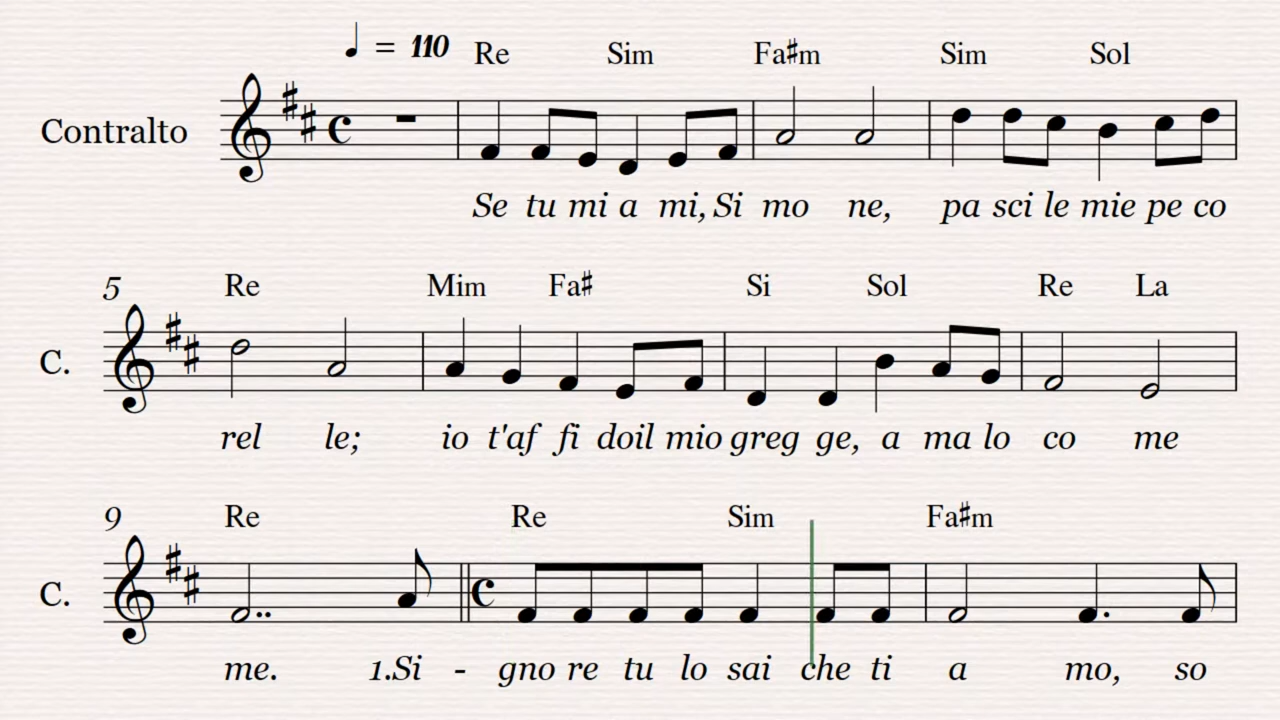 ♩ = 110 Re Sim Fa♯m Sim Sol
Contralto
Se tu mi a mi, Si mo ne, pa sci le mie pe co
5 Re Mim Fa♯ Si Sol Re La
C.
rel le; io t'af fi doil mio greg ge, a ma lo co me
9 Re Re Sim Fa♯m
C.
me. 1.Si - gno re tu lo sai che ti a mo, so